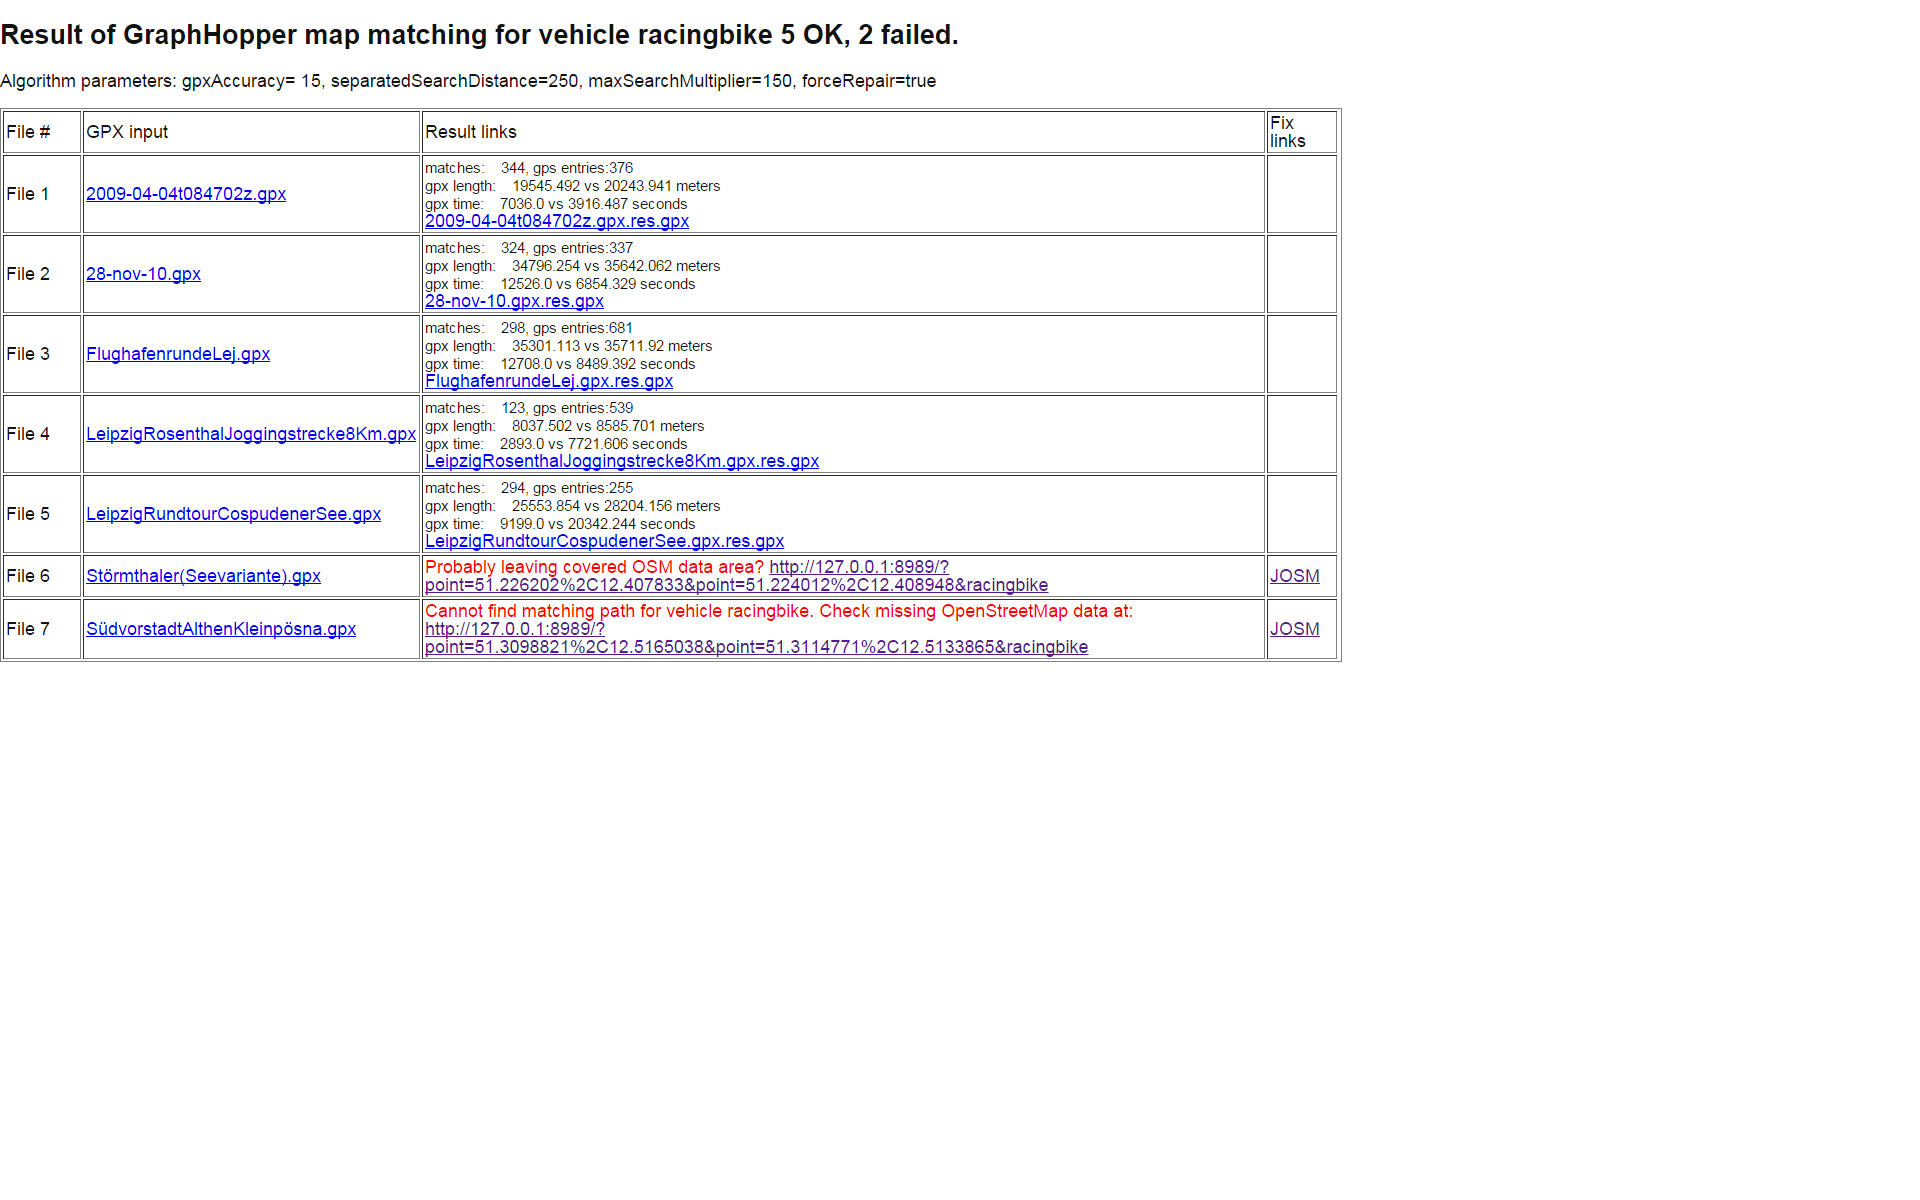 Result of GraphHopper map matching for vehicle racingbike 5 OK, 2 failed.
Algorithm parameters: gpxAccuracy= 15, separatedSearchDistance=250, maxSearchMultiplier=150, forceRepair=true
File #
GPX input
Result links
Fix
links
File 1
2009-04-04t084702z.gpx
matches: 344, gps entries:376
gpx length: 19545.492 vs 20243.941 meters
gpx time: 7036.0 vs 3916.487 seconds
2009-04-04t084702z.gpx.res.gpx
File 2
28-nov-10.gpx
matches: 324, gps entries:337
gpx length: 34796.254 vs 35642.062 meters
gpx time: 12526.0 vs 6854.329 seconds
28-nov-10.gpx.res.gpx
File 3
FlughafenrundeLej.gpx
matches: 298, gps entries:681
gpx length: 35301.113 vs 35711.92 meters
gpx time: 12708.0 vs 8489.392 seconds
FlughafenrundeLej.gpx.res.gpx
File 4
LeipzigRosenthalJoggingstrecke8Km.gpx
matches: 123, gps entries:539
gpx length: 8037.502 vs 8585.701 meters
gpx time: 2893.0 vs 7721.606 seconds
LeipzigRosenthalJoggingstrecke8Km.gpx.res.gpx
File 5
LeipzigRundtourCospudenerSee.gpx
matches: 294, gps entries:255
gpx length: 25553.854 vs 28204.156 meters
gpx time: 9199.0 vs 20342.244 seconds
LeipzigRundtourCospudenerSee.gpx.res.gpx
File 6
Störmthaler(Seevariante).gpx
Probably leaving covered OSM data area? http://127.0.0.1:8989/?
point=51.226202%2C12.407833&point=51.224012%2C12.408948&racingbike
JOSM
File 7
SüdvorstadtAlthenKleinpösna.gpx
Cannot find matching path for vehicle racingbike. Check missing OpenStreetMap data at:
http://127.0.0.1:8989/?
point=51.3098821%2C12.5165038&point=51.3114771%2C12.5133865&racingbike
JOSM